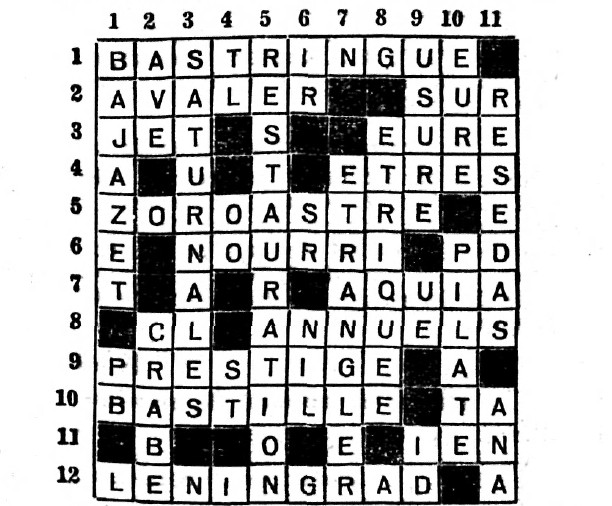 1 2 3 4 5 6 7 8 9 10 11
1 B A S T R I N G U E
2 A V A L E R S U R
3 J E T S E U R E
4 A U T E T R E S
5 Z O R O A S T R E E
6 E N O U R R I P D
7 T A R A Q U I A
8 C L A N N U E L S
9 P R E S T I G E A
10 B A S T I L L E T A
11 B O E I E N
12 L E N I N G R A D A